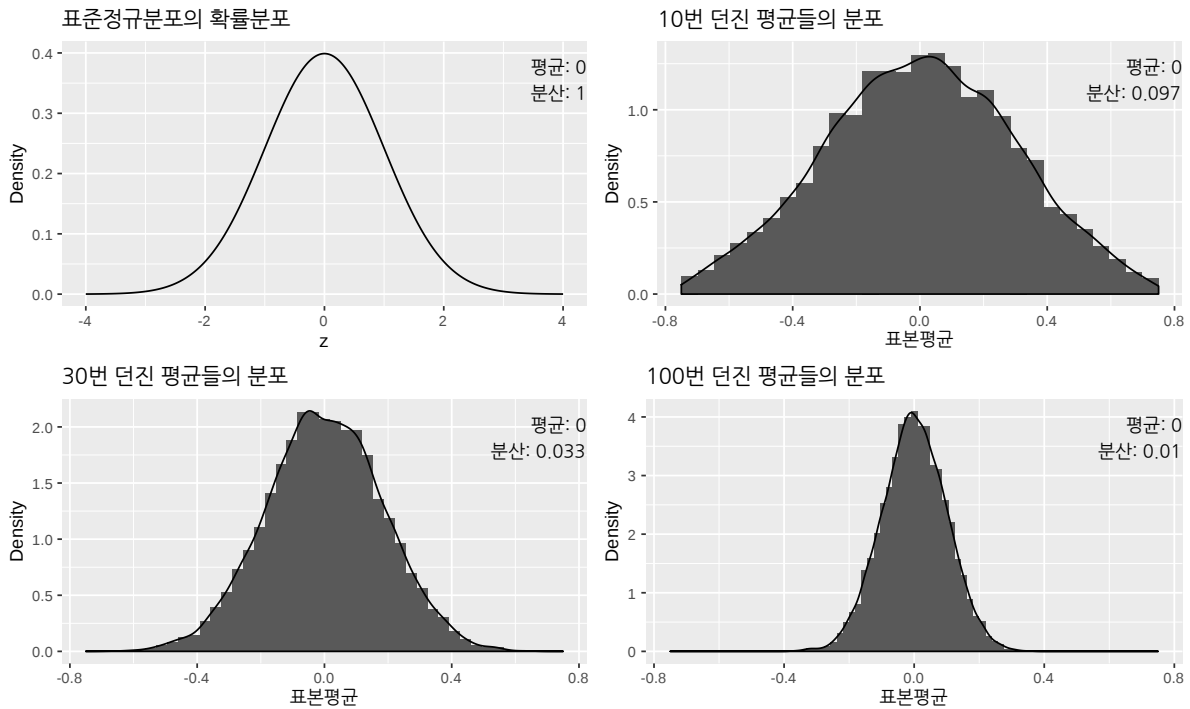 표준정규분포의 확률분포
평균: 0
분산: 1
Density
0.4
0.3
0.2
0.1
0.0
-4
-2
0
2
4
z
10번 던진 평균들의 분포
평균: 0
분산: 0.097
Density
1.0
0.5
0.0
-0.8
-0.4
0.0
0.4
0.8
표본평균
30번 던진 평균들의 분포
평균: 0
분산: 0.033
Density
2.0
1.5
1.0
0.5
0.0
-0.8
-0.4
0.0
0.4
0.8
표본평균
100번 던진 평균들의 분포
평균: 0
분산: 0.01
Density
4
3
2
1
0
-0.8
-0.4
0.0
0.4
0.8
표본평균